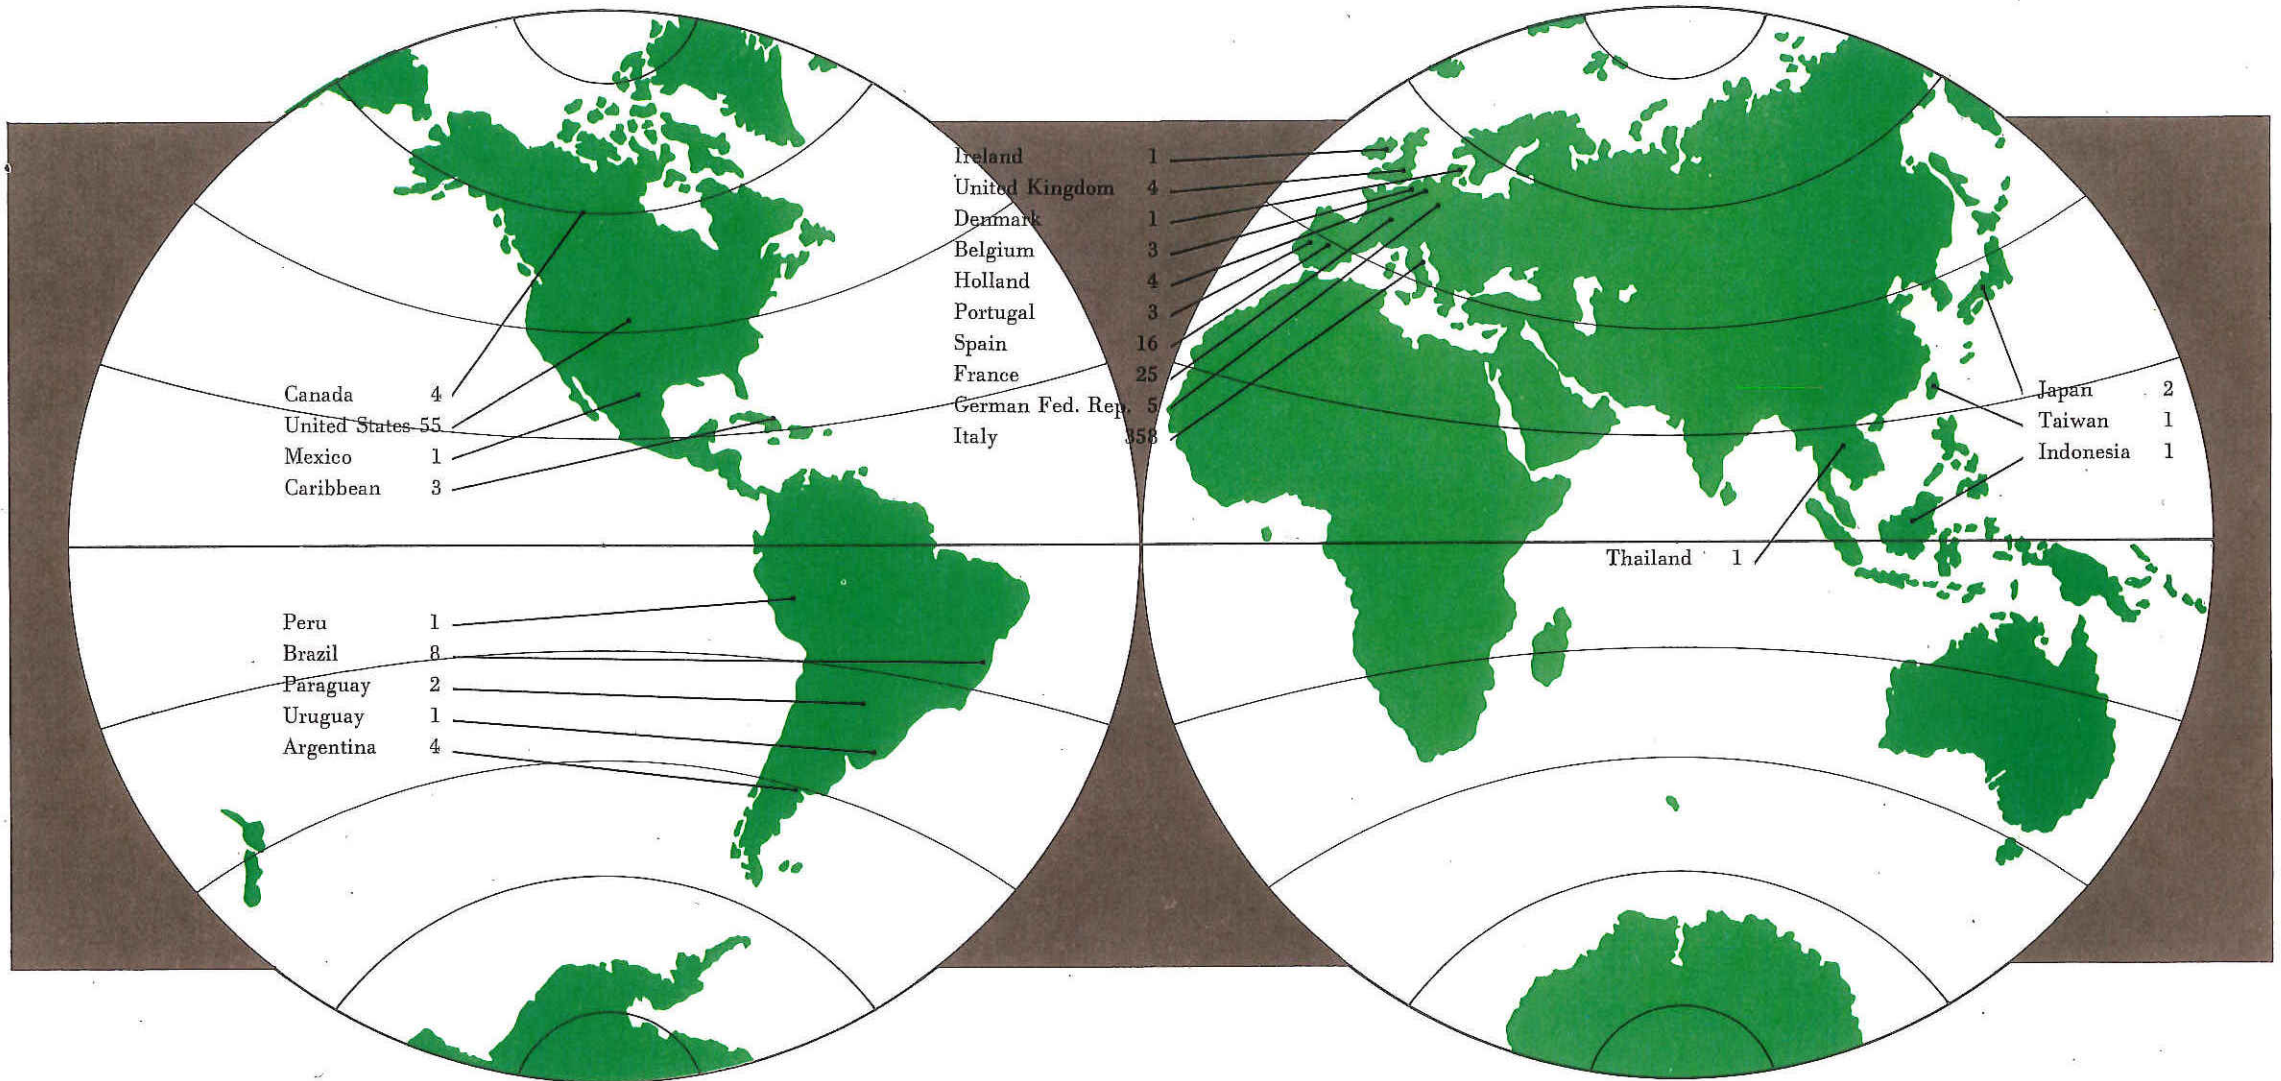 Ireland 1
United Kingdom 4
Denmark 1
Belgium 3
Holland 4
Portugal 3
Spain 16
France 25
German Fed. Rep. 5
Italy 358
Canada 4
United States 55
Mexico 1
Caribbean 3
Japan 2
Taiwan 1
Indonesia 1
Thailand 1
Peru 1
Brazil 8
Paraguay 2
Uruguay 1
Argentina 4